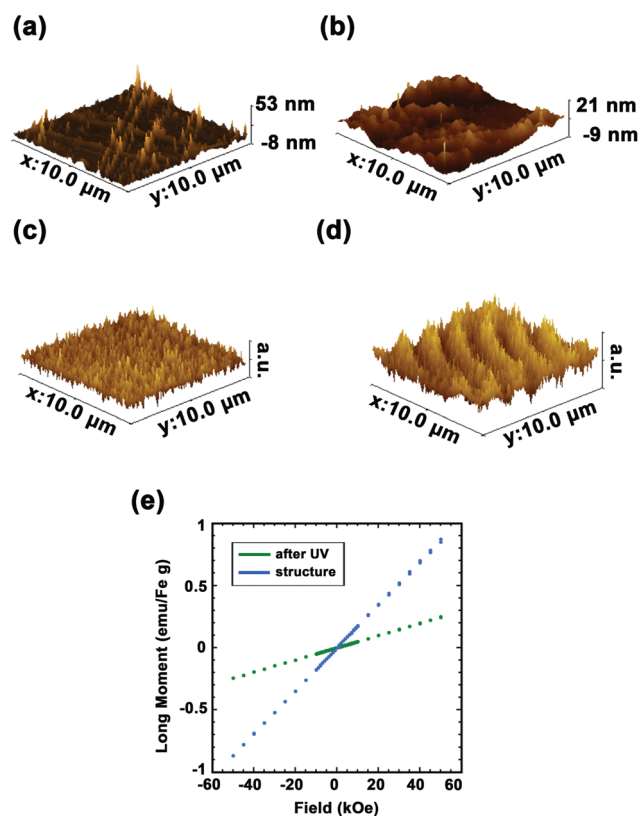 (a)
(b)
53 nm
-8 nm
21 nm
-9 nm
x:10.0 µm
y:10.0 µm
x:10.0 µm
y:10.0 µm
(c)
(d)
a.u.
a.u.
x:10.0 µm
y:10.0 µm
x:10.0 µm
y:10.0 µm
(e)
1
0.5
0
-0.5
-1
Long Moment (emu/Fe g)
after UV
structure
-60 -40 -20 0 20 40 60
Field (kOe)